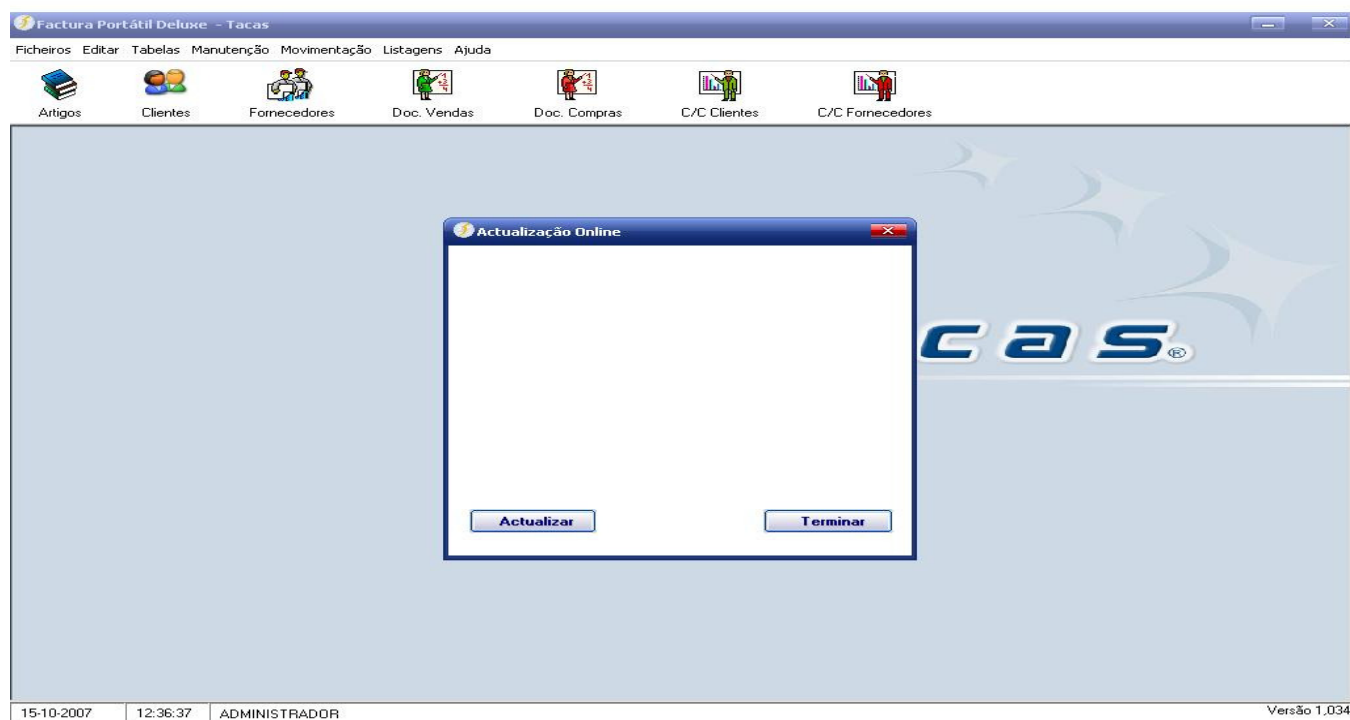 Factura Portátil Deluxe - Tacas
Ficheiros Editar Tabelas Manutenção Movimentação Listagens Ajuda
Artigos Clientes Fornecedores Doc. Vendas Doc. Compras C/C Clientes C/C Fornecedores
Actualização Online
cas®
Actualizar Terminar
15-10-2007 12:36:37 ADMINISTRADOR Versão 1,034